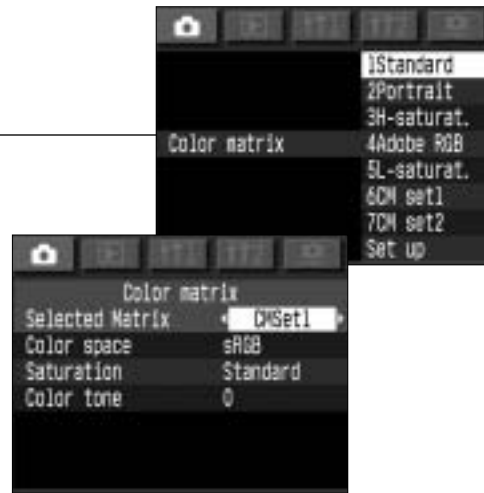 1Standard
2Portrait
3H-saturat.
Color matrix 4Adobe RGB
5L-saturat.
6CM set1
7CM set2
Set up
Color matrix
Selected Matrix CMSet1
Color space sRGB
Saturation Standard
Color tone 0